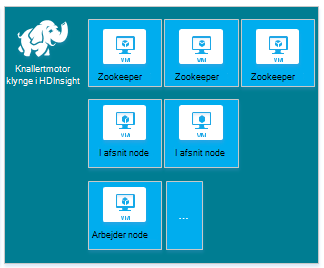 Knallertmotor
klynge i HDInsight
VM
VM
VM
Zookeeper
Zookeeper
Zookeeper
VM
VM
I afsnit node
I afsnit node
VM
...
Arbejder node